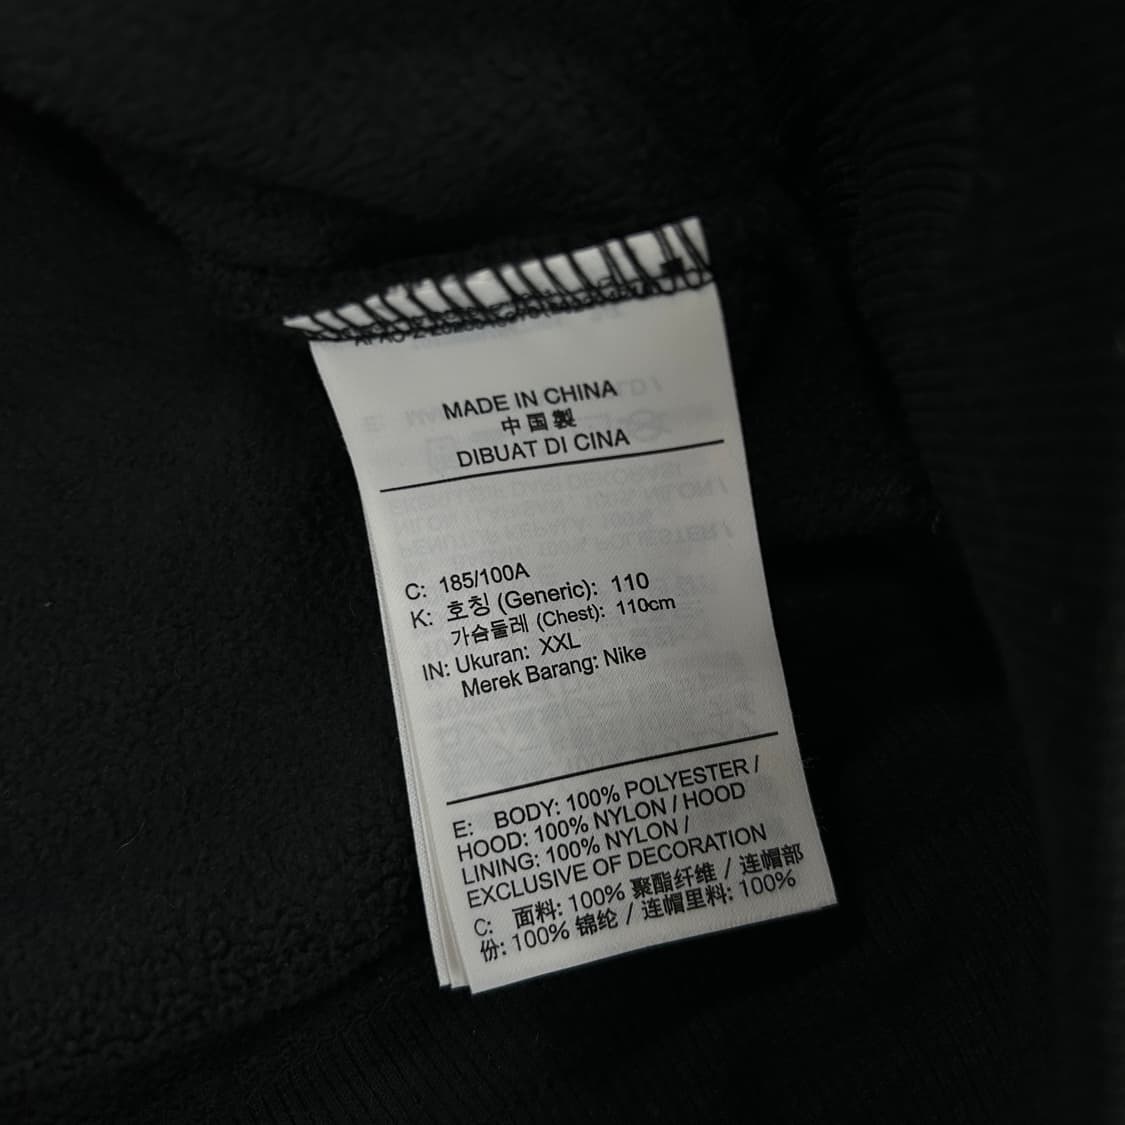 MADE IN CHINA
中国製
DIBUAT DI CINA
C: 185/100A
K: 호칭 (Generic): 110
가슴둘레 (Chest): 110cm
IN: Ukuran: XXL
Merek Barang: Nike
E: BODY: 100% POLYESTER /
HOOD: 100% NYLON / HOOD
LINING: 100% NYLON /
EXCLUSIVE OF DECORATION
C: 面料: 100% 聚酯纤维 / 连帽部
份: 100% 锦纶 / 连帽里料: 100%